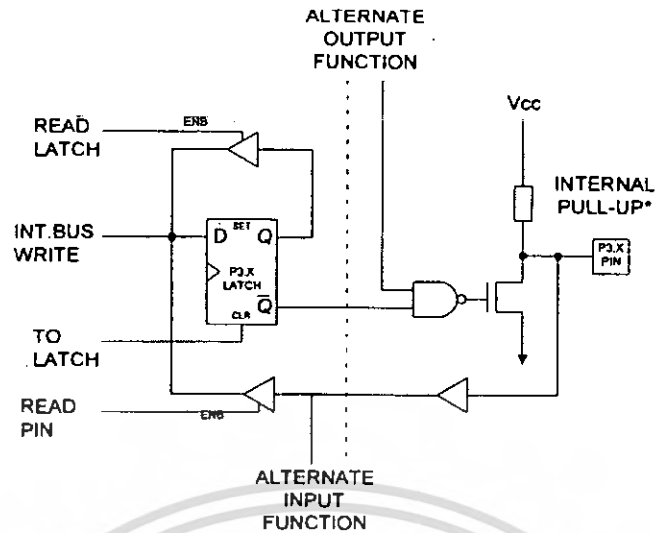 ALTERNATE
OUTPUT
FUNCTION
Vcc
READ
LATCH
ENB
INTERNAL
PULL-UP*
INT.BUS
WRITE
D
SET
Q
P3.X
LATCH
Q
CLR
P3.X
PIN
TO
LATCH
READ
PIN
ENB
ALTERNATE
INPUT
FUNCTION